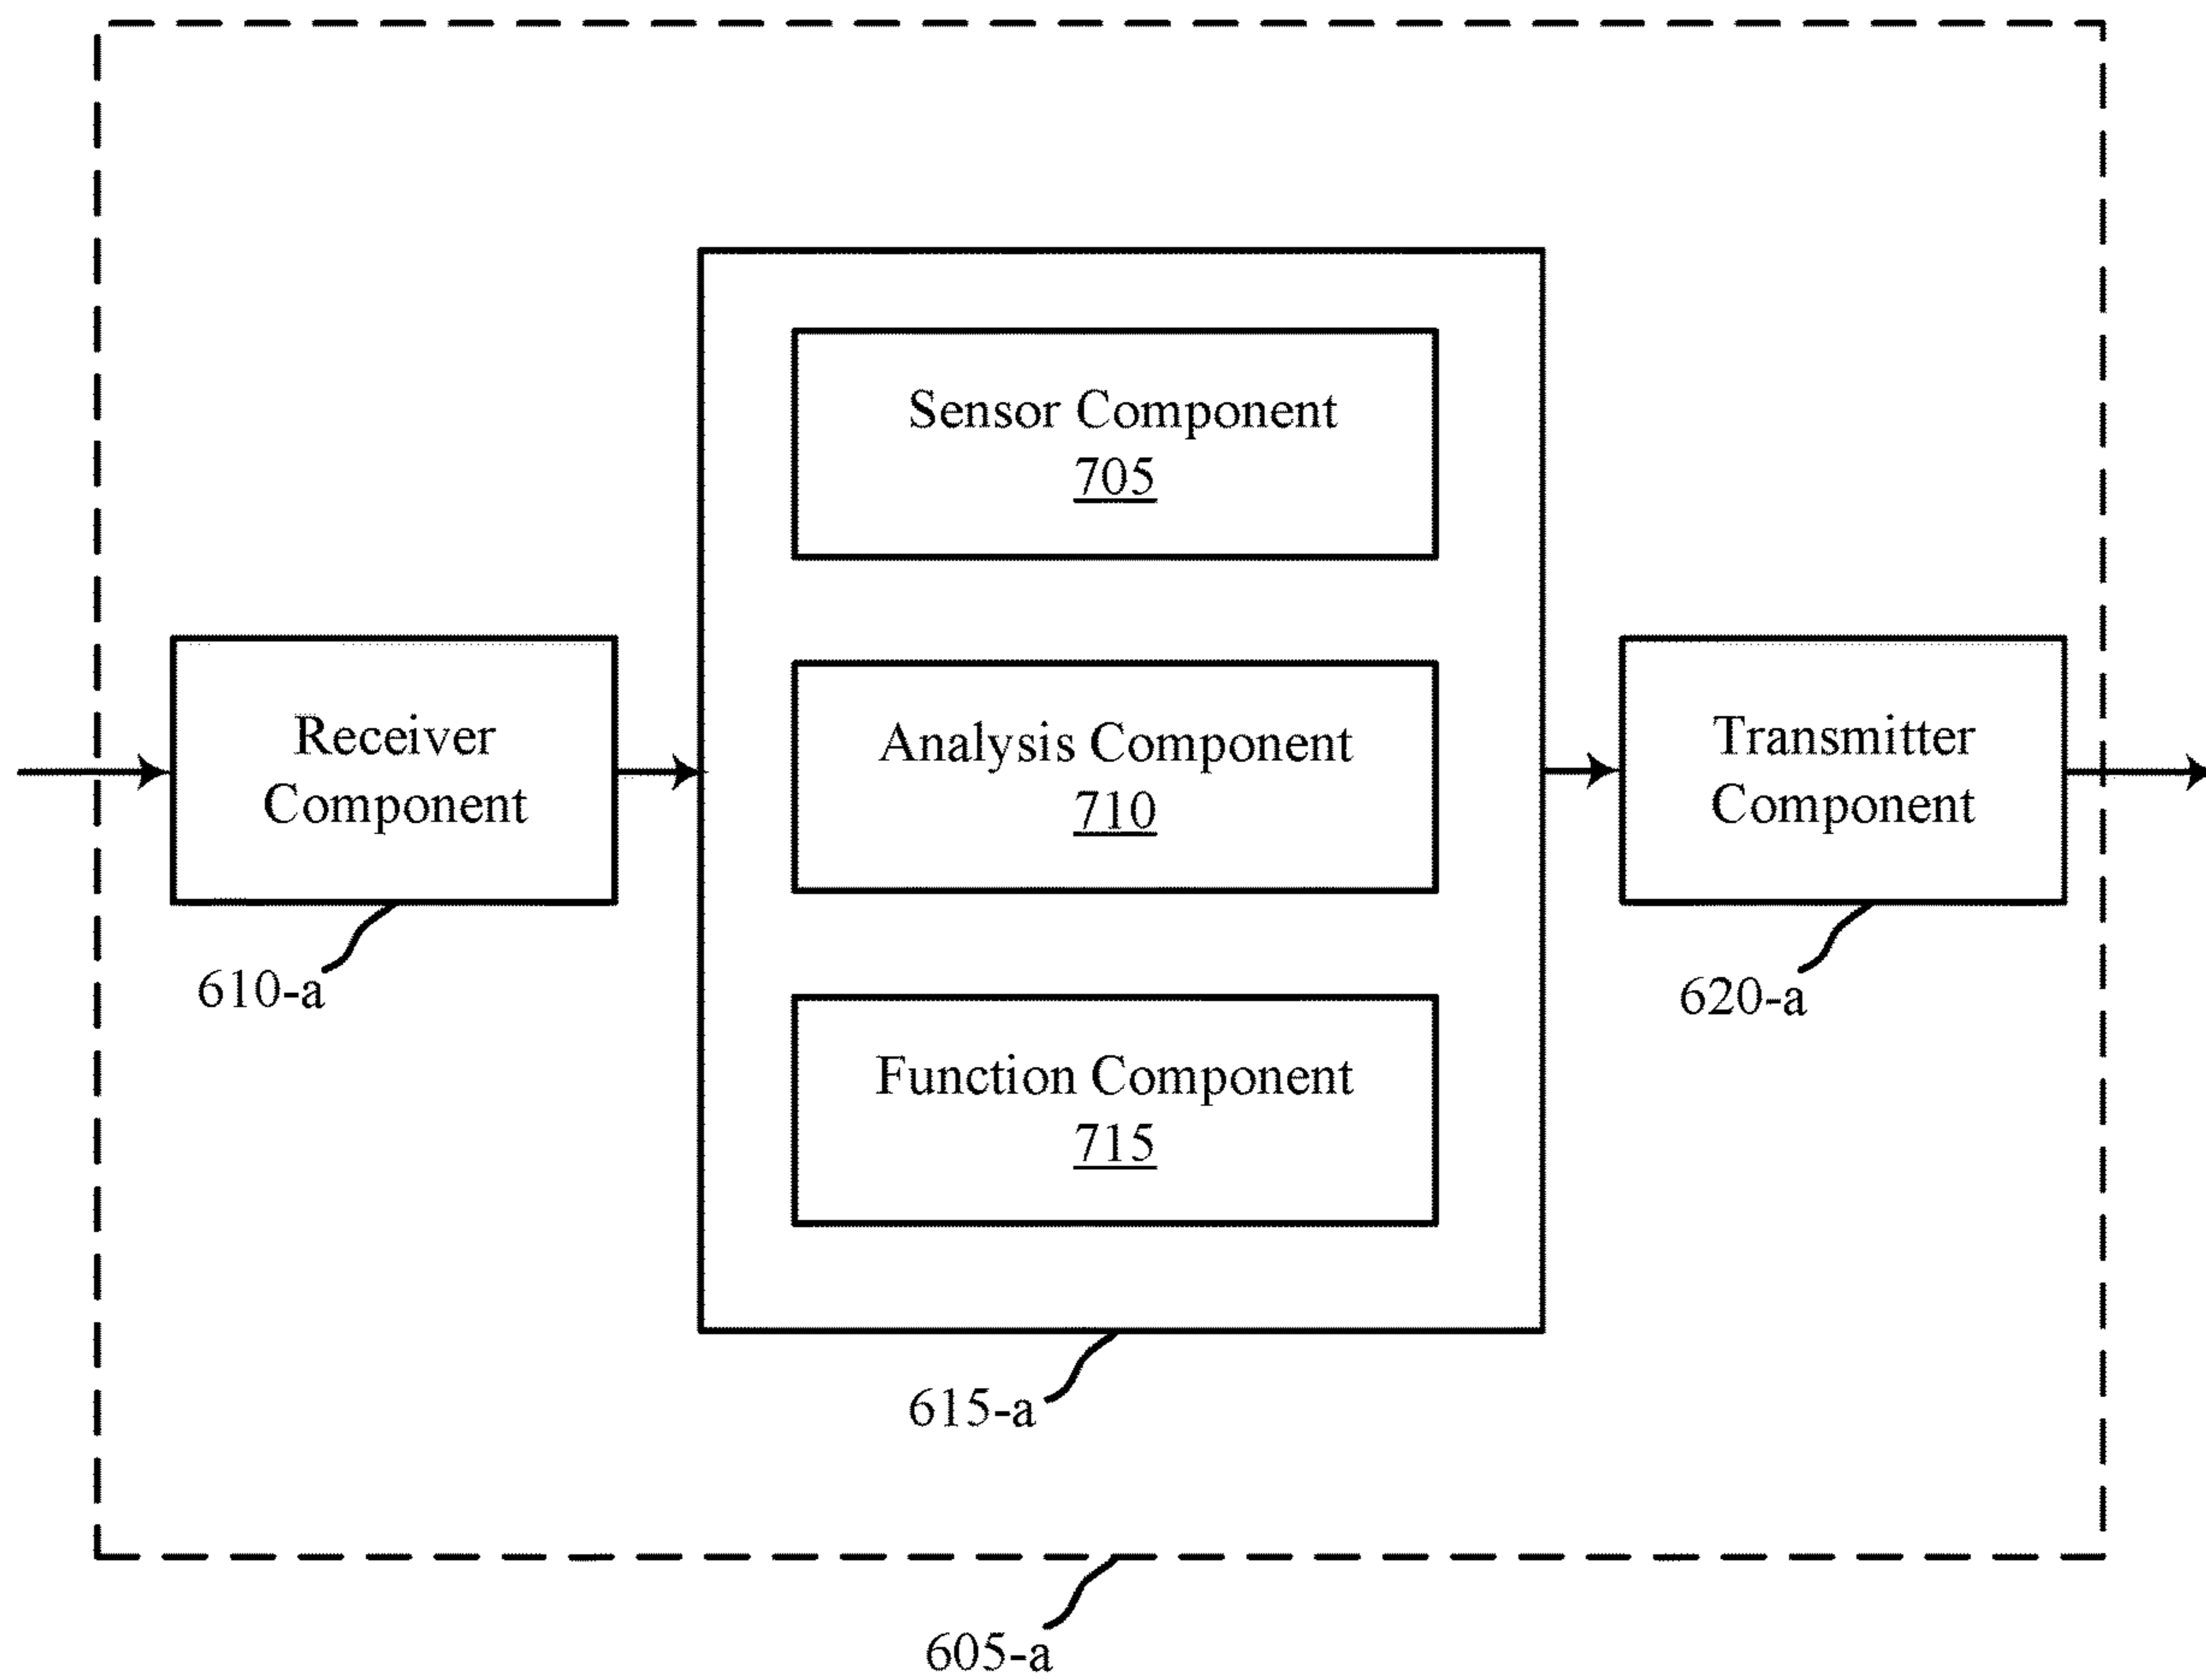 Sensor Component
705
Receiver
Component
610-a
Analysis Component
710
Function Component
715
615-a
Transmitter
Component
620-a
605-a